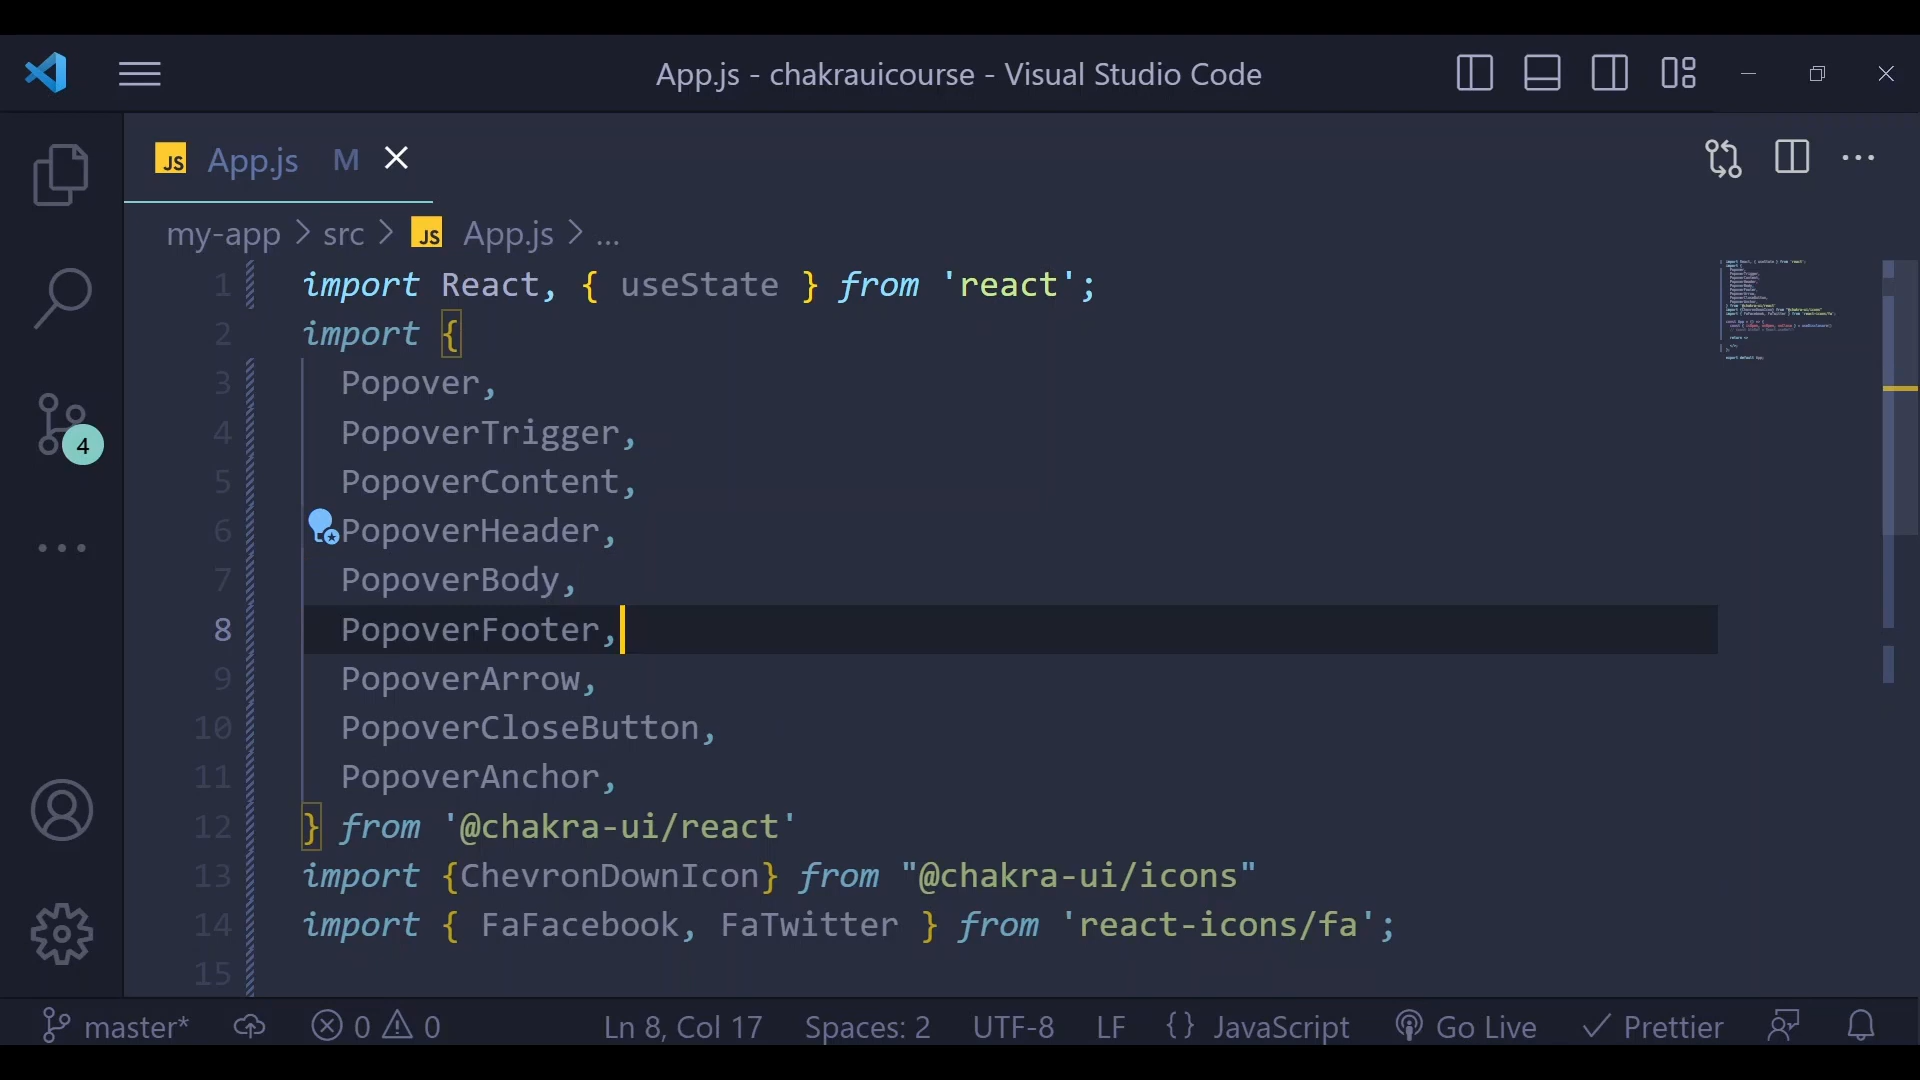 App.js - chakrauicourse - Visual Studio Code
JS App.js M
my-app > src > JS App.js > ...
1 import React, { useState } from 'react';
2 import {
3 Popover,
4 PopoverTrigger,
5 PopoverContent,
6 PopoverHeader,
7 PopoverBody,
8 PopoverFooter,
9 PopoverArrow,
10 PopoverCloseButton,
11 PopoverAnchor,
12 } from '@chakra-ui/react'
13 import {ChevronDownIcon} from "@chakra-ui/icons"
14 import { FaFacebook, FaTwitter } from 'react-icons/fa';
15
4
master* 0 0 Ln 8, Col 17 Spaces: 2 UTF-8 LF {} JavaScript Go Live Prettier